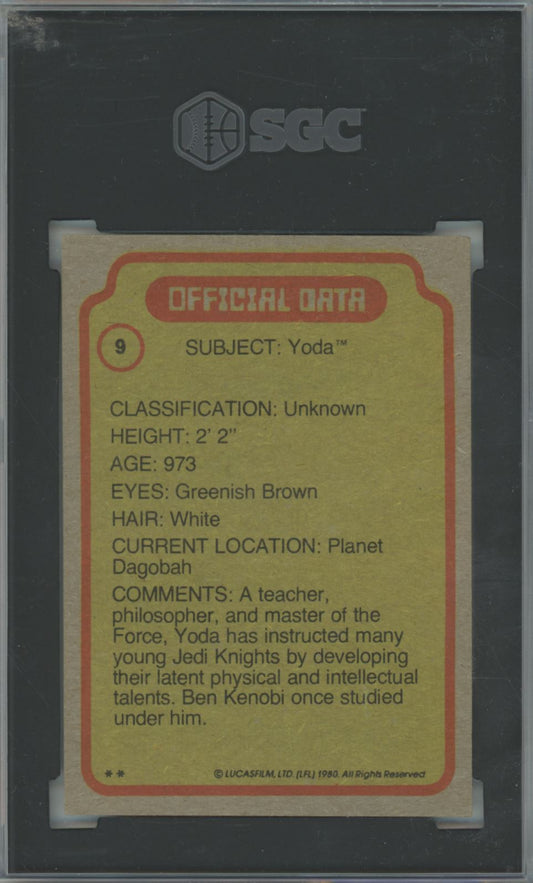 SGC
OFFICIAL DATA
9
SUBJECT: Yoda™
CLASSIFICATION: Unknown
HEIGHT: 2' 2"
AGE: 973
EYES: Greenish Brown
HAIR: White
CURRENT LOCATION: Planet
Dagobah
COMMENTS: A teacher,
philosopher, and master of the
Force, Yoda has instructed many
young Jedi Knights by developing
their latent physical and intellectual
talents. Ben Kenobi once studied
under him.
** © LUCASFILM, LTD. (LFL) 1980. All Rights Reserved